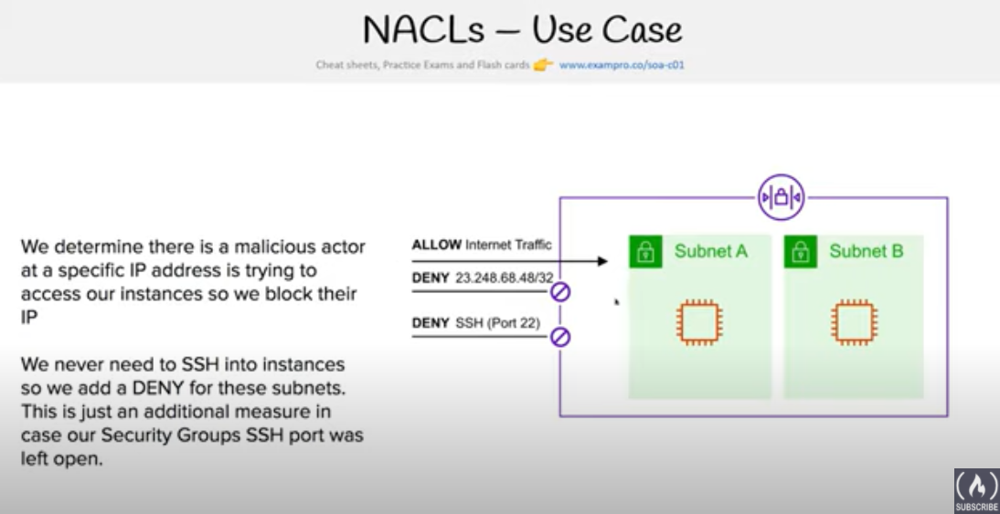 NACLs – Use Case
Cheat sheets, Practice Exams and Flash cards 👉 www.exampro.co/soa-c01
We determine there is a malicious actor
at a specific IP address is trying to
access our instances so we block their
IP
We never need to SSH into instances
so we add a DENY for these subnets.
This is just an additional measure in
case our Security Groups SSH port was
left open.
ALLOW Internet Traffic
DENY 23.248.68.48/32
DENY SSH (Port 22)
Subnet A
Subnet B
SUBSCRIBE